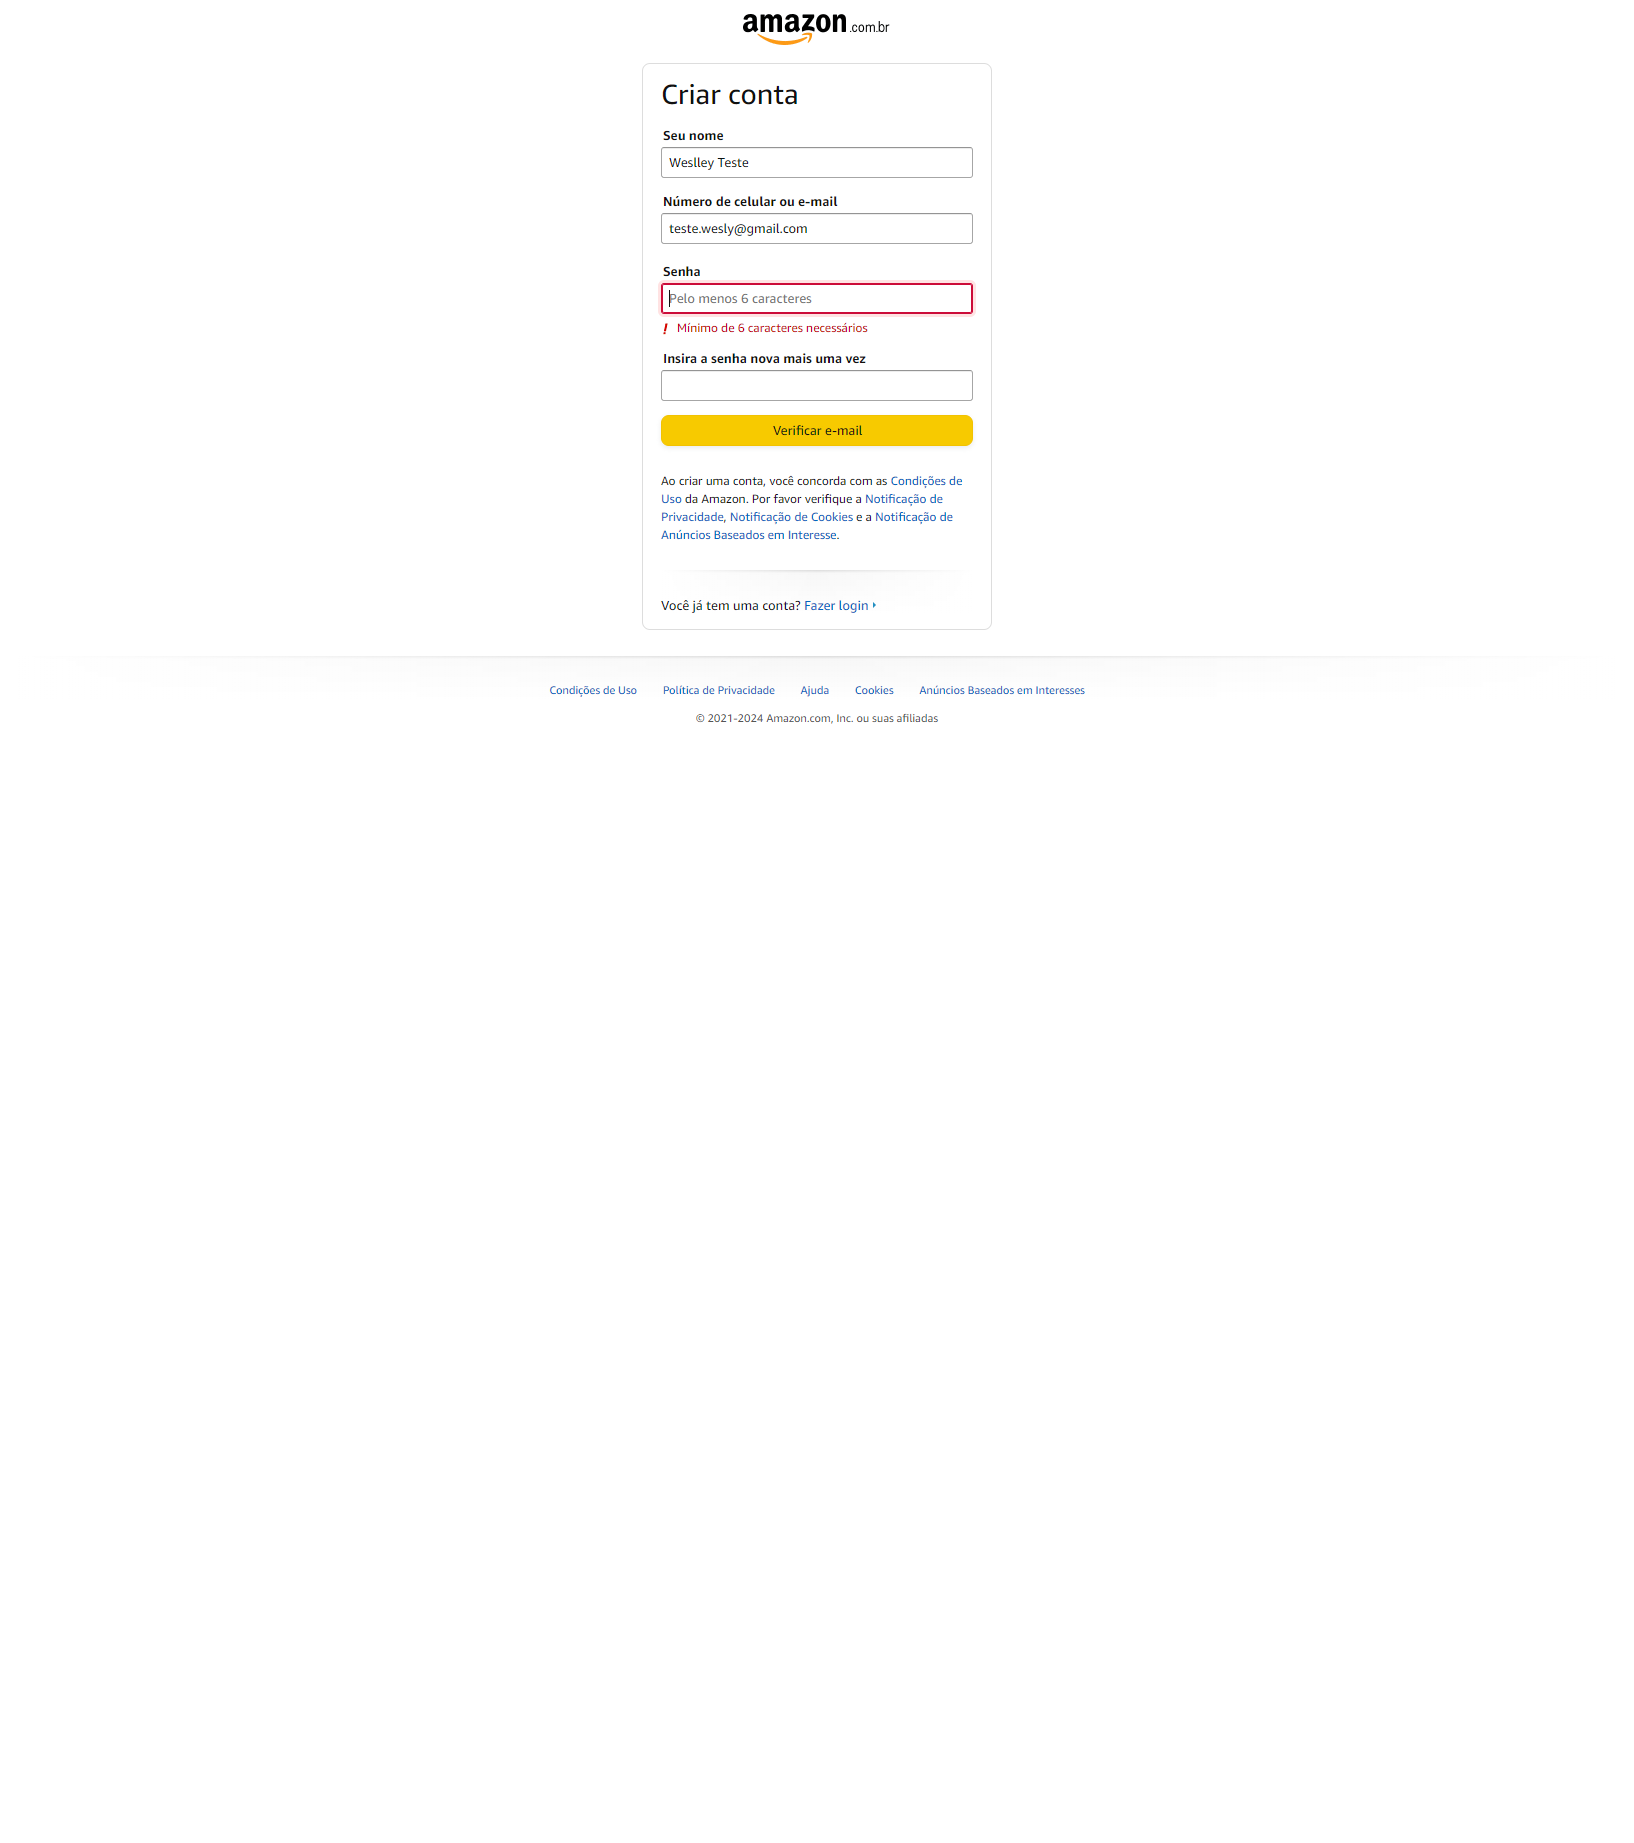 amazon.com.br
Criar conta
Seu nome
Weslley Teste
Número de celular ou e-mail
teste.wesly@gmail.com
Senha
Pelo menos 6 caracteres
! Mínimo de 6 caracteres necessários
Insira a senha nova mais uma vez
Verificar e-mail
Ao criar uma conta, você concorda com as Condições de
Uso da Amazon. Por favor verifique a Notificação de
Privacidade, Notificação de Cookies e a Notificação de
Anúncios Baseados em Interesse.
Você já tem uma conta? Fazer login
Condições de Uso Política de Privacidade Ajuda Cookies Anúncios Baseados em Interesses
© 2021-2024 Amazon.com, Inc. ou suas afiliadas